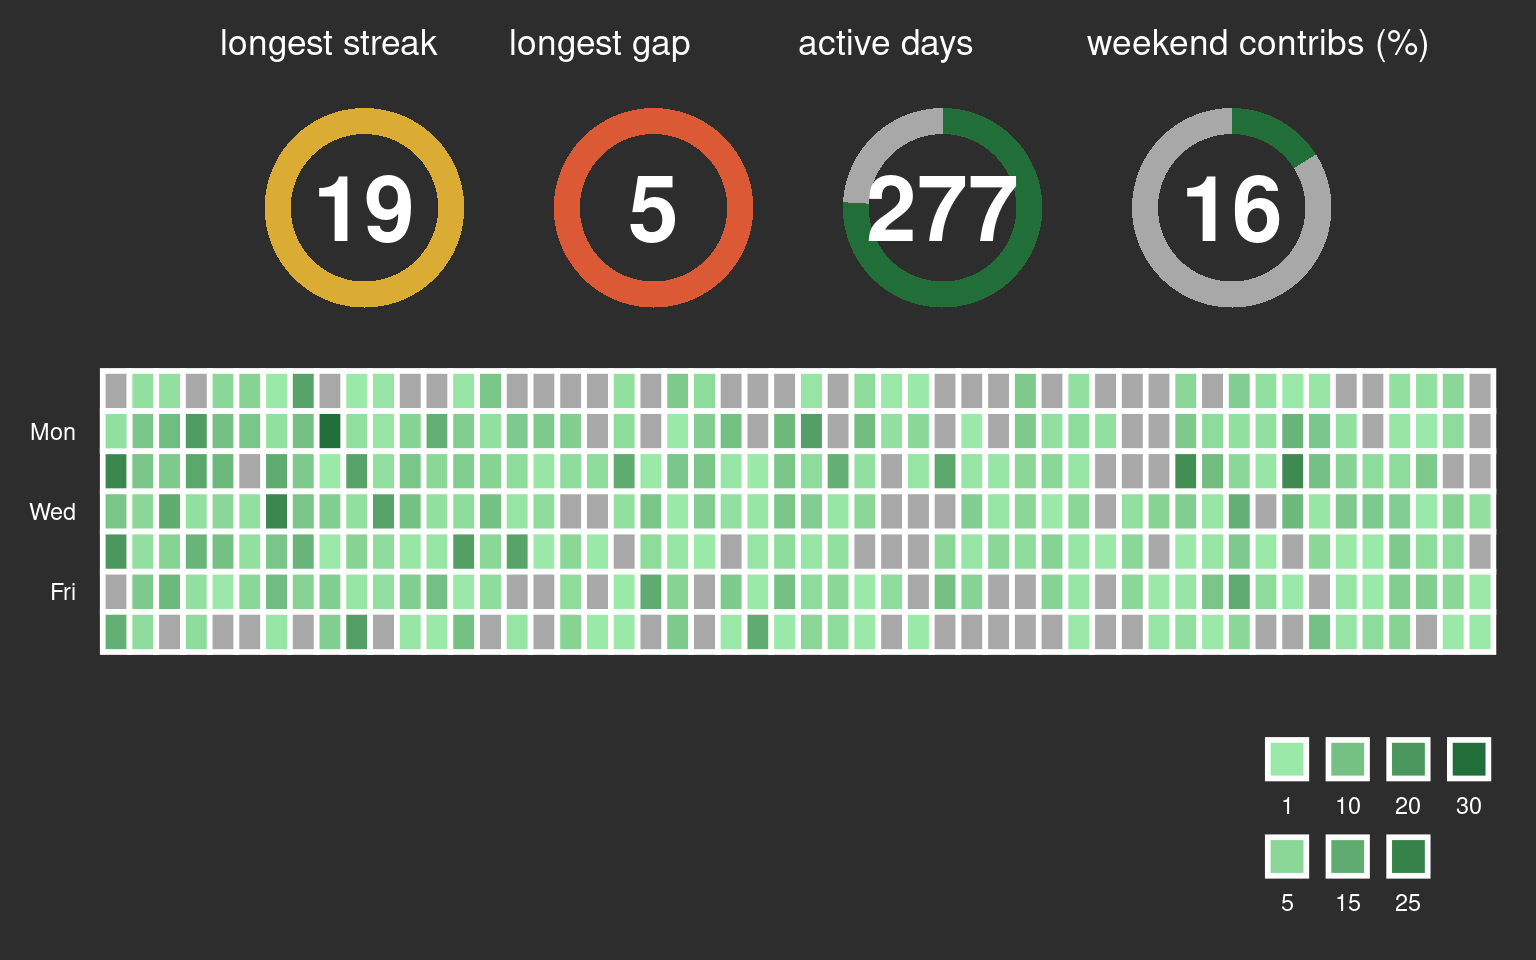 longest streak
longest gap
active days
weekend contribs (%)
19
5
277
16
Mon
Wed
Fri
1
10
20
30
5
15
25